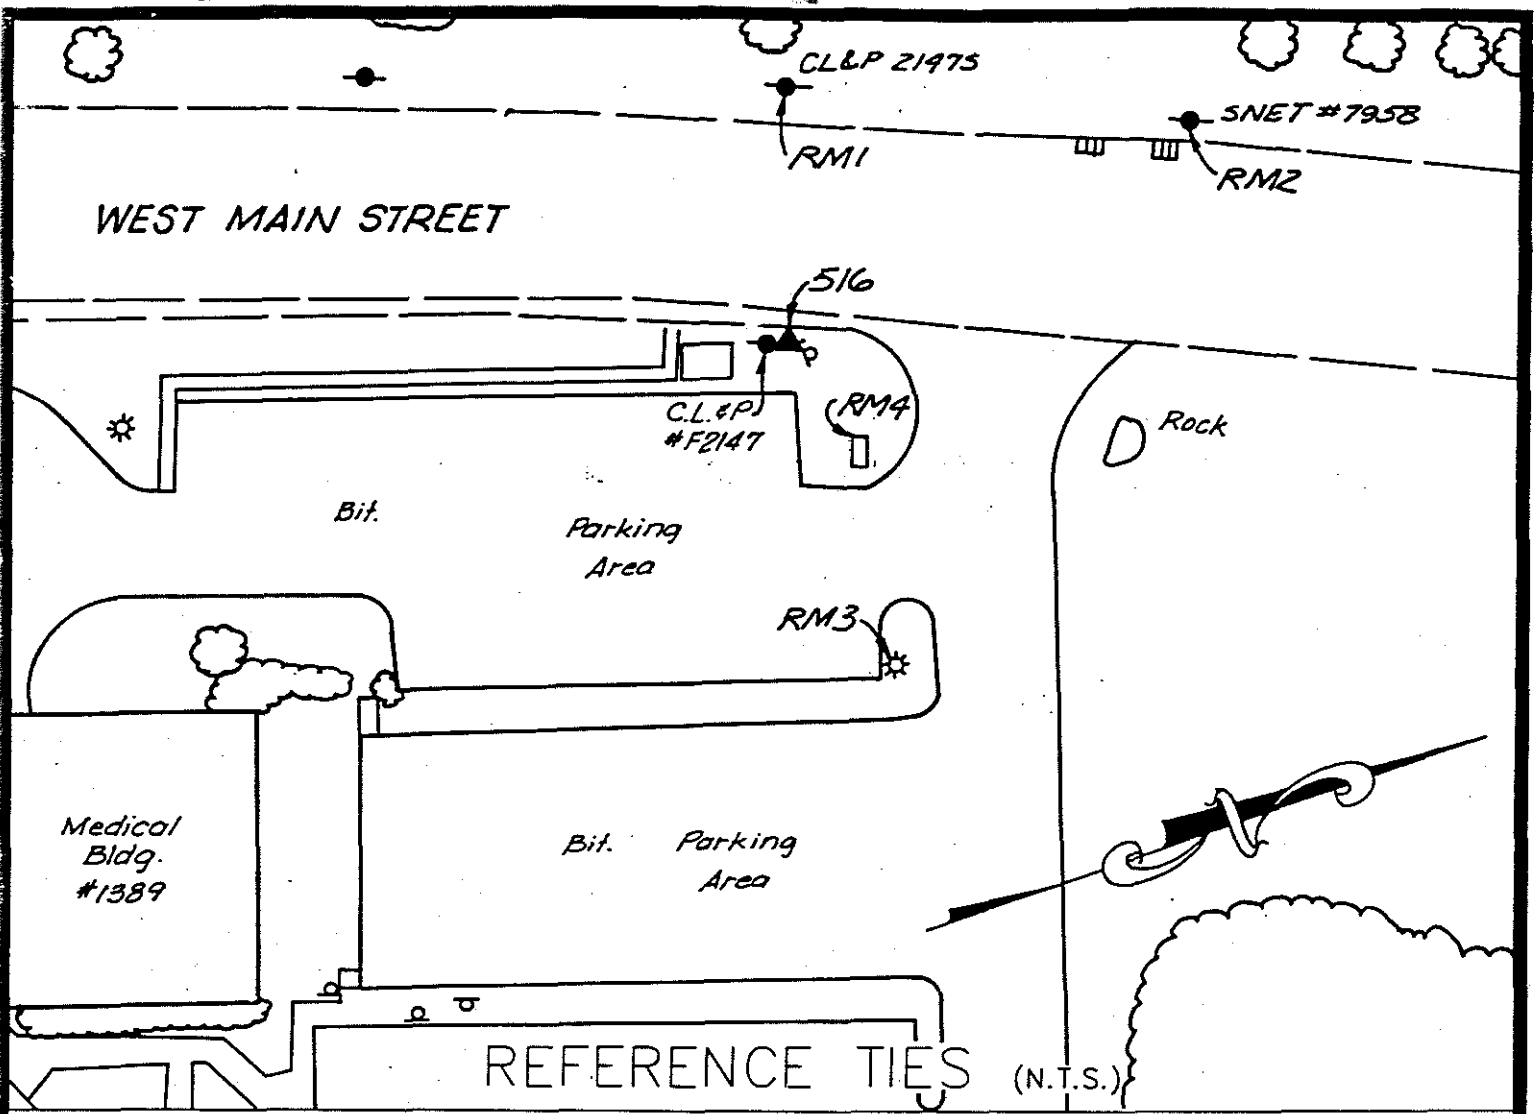 CL&P 21475
SNET #7958
RM1
RM2
WEST MAIN STREET
516
C.L.&P.
#F2147
RM4
Rock
Bit.
Parking
Area
RM3
Medical
Bldg.
#1389
Bit. Parking
Area
N
REFERENCE TIES (N.T.S.)